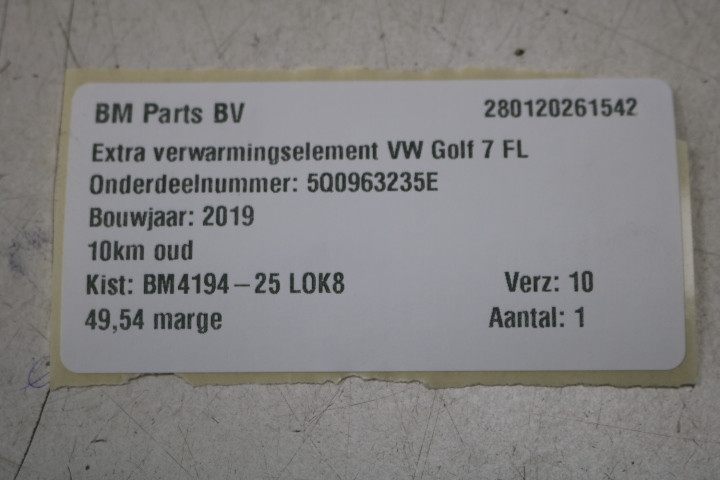 BM Parts BV 280120261542
Extra verwarmingselement VW Golf 7 FL
Onderdeelnummer: 5Q0963235E
Bouwjaar: 2019
10km oud
Kist: BM4194-25 LOK8 Verz: 10
49,54 marge Aantal: 1